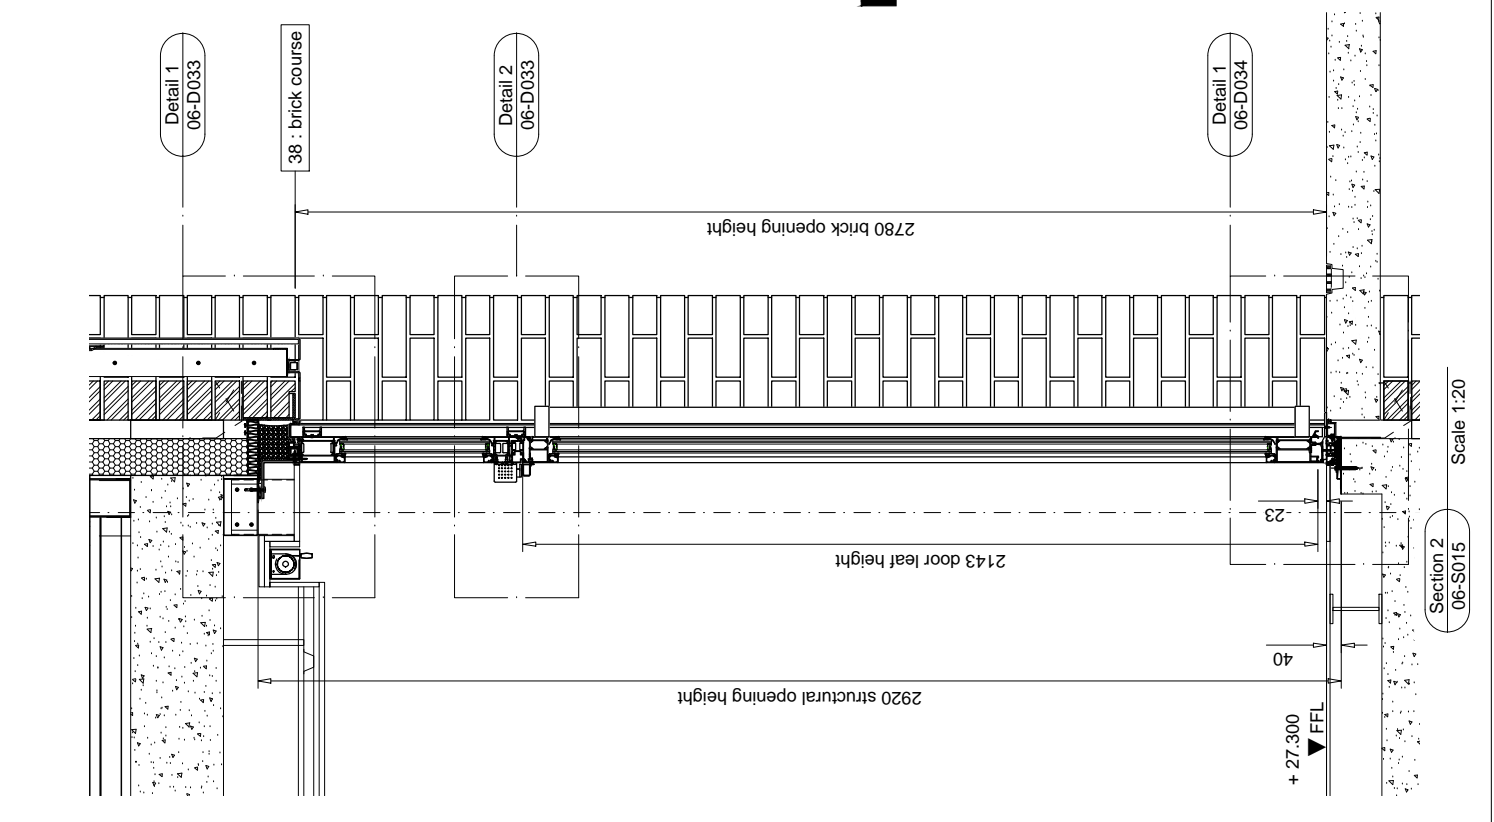 Detail 1
06-D033
38 : brick course
Detail 2
06-D033
Detail 1
06-D034
2780 brick opening height
23
2143 door leaf height
40
2920 structural opening height
+ 27.300
FFL
Section 2
06-S015
Scale 1:20